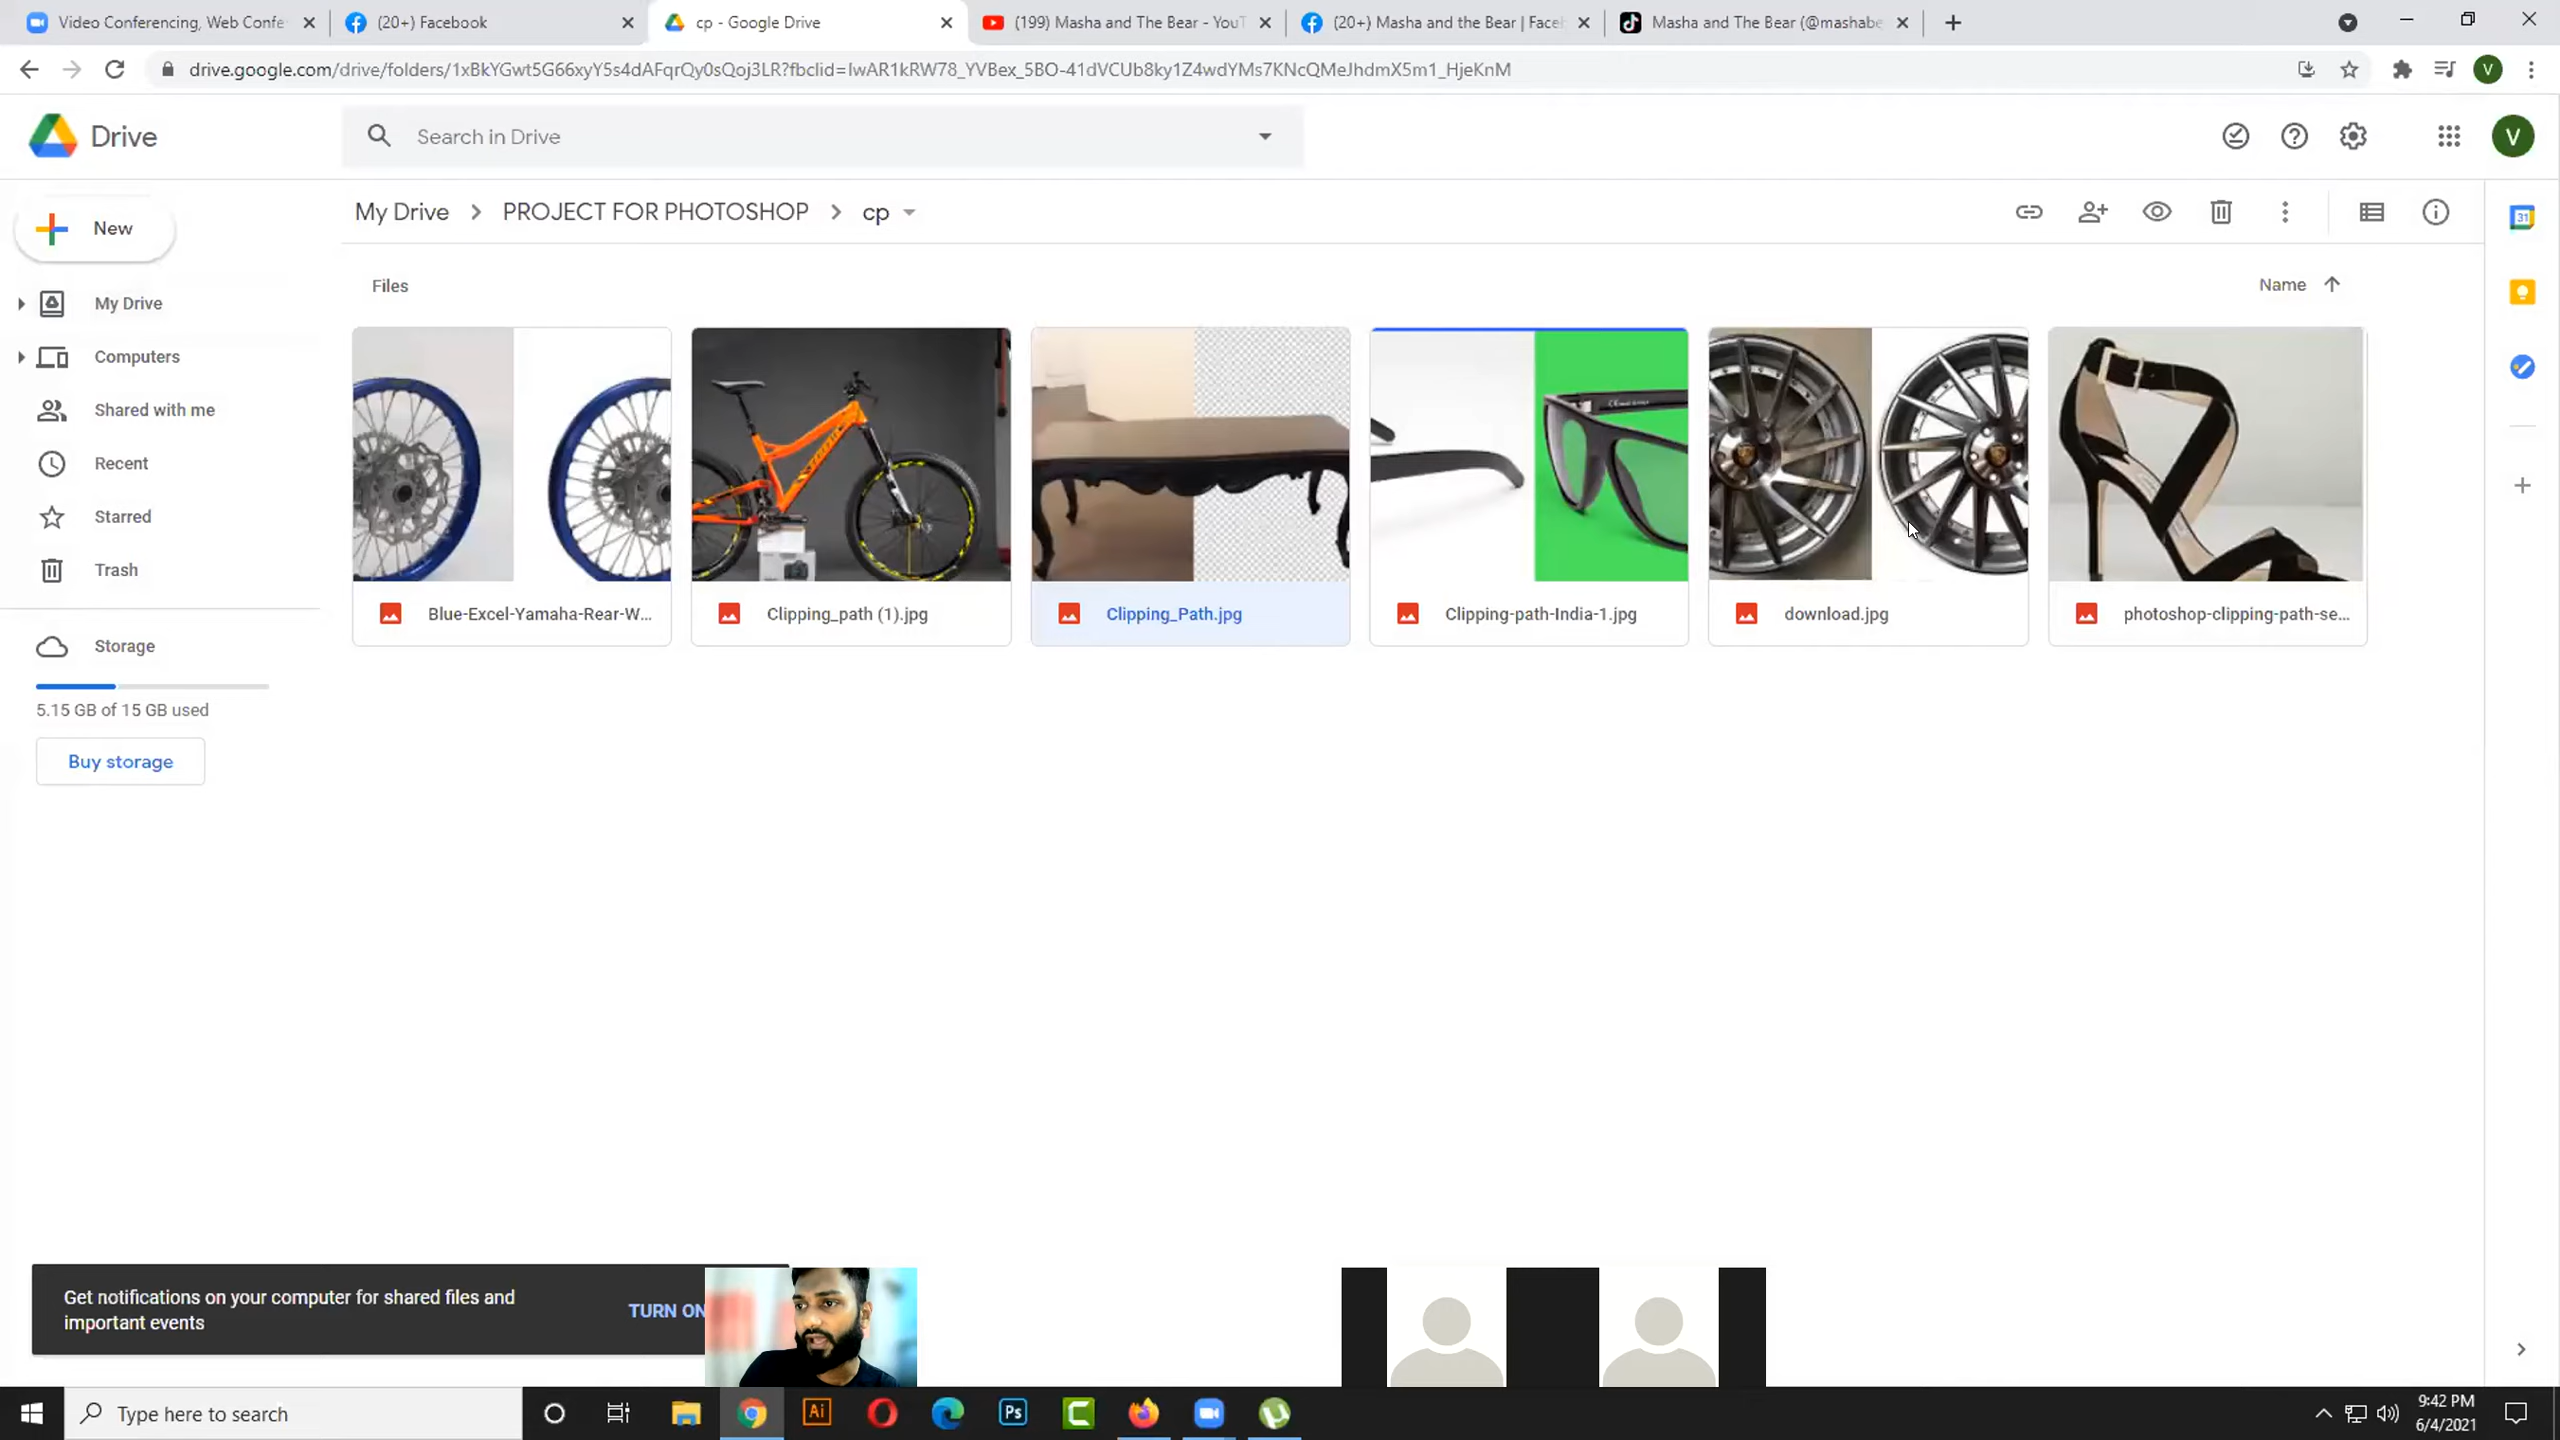 Video Conferencing, Web Confe
(20+) Facebook
cp - Google Drive
(199) Masha and The Bear - YouT
(20+) Masha and the Bear | Face
Masha and The Bear (@mashabe
drive.google.com/drive/folders/1xBkYGwt5G66xyY5s4dAFqrQy0sQoj3LR?fbclid=IwAR1kRW78_YVBex_5BO-41dVCUb8ky1Z4wdYMs7KNcQMeJhdmX5m1_HjeKnM
V
Drive
Search in Drive
V
New
My Drive
PROJECT FOR PHOTOSHOP
cp
31
My Drive
Computers
Shared with me
Recent
Starred
Trash
Storage
5.15 GB of 15 GB used
Buy storage
Files
Name
Blue-Excel-Yamaha-Rear-W...
Clipping_path (1).jpg
Clipping_Path.jpg
Clipping-path-India-1.jpg
download.jpg
photoshop-clipping-path-se...
Get notifications on your computer for shared files and
important events
TURN ON
Type here to search
Ai
Ps
9:42 PM
6/4/2021